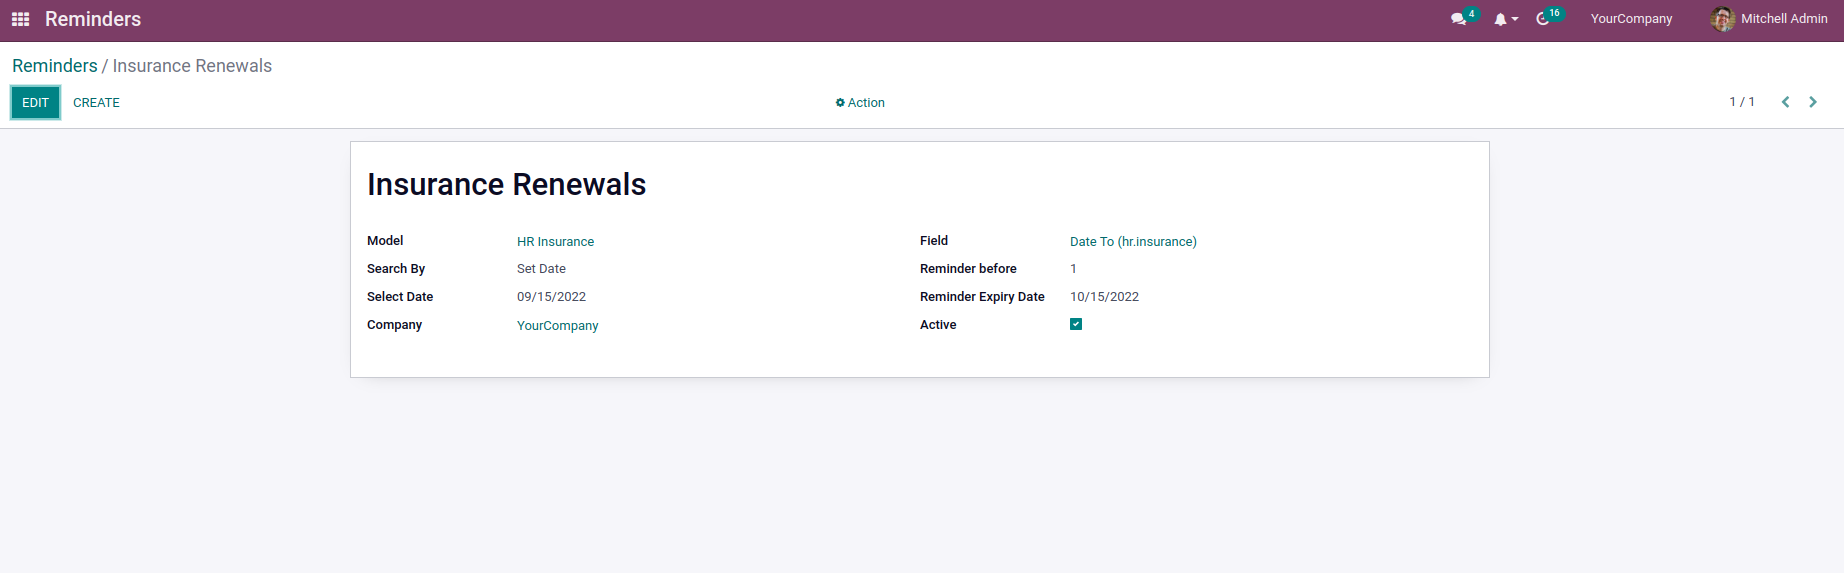 Reminders 4 16 YourCompany Mitchell Admin
Reminders / Insurance Renewals
EDIT CREATE Action 1 / 1
Insurance Renewals
Model HR Insurance Field Date To (hr.insurance)
Search By Set Date Reminder before 1
Select Date 09/15/2022 Reminder Expiry Date 10/15/2022
Company YourCompany Active